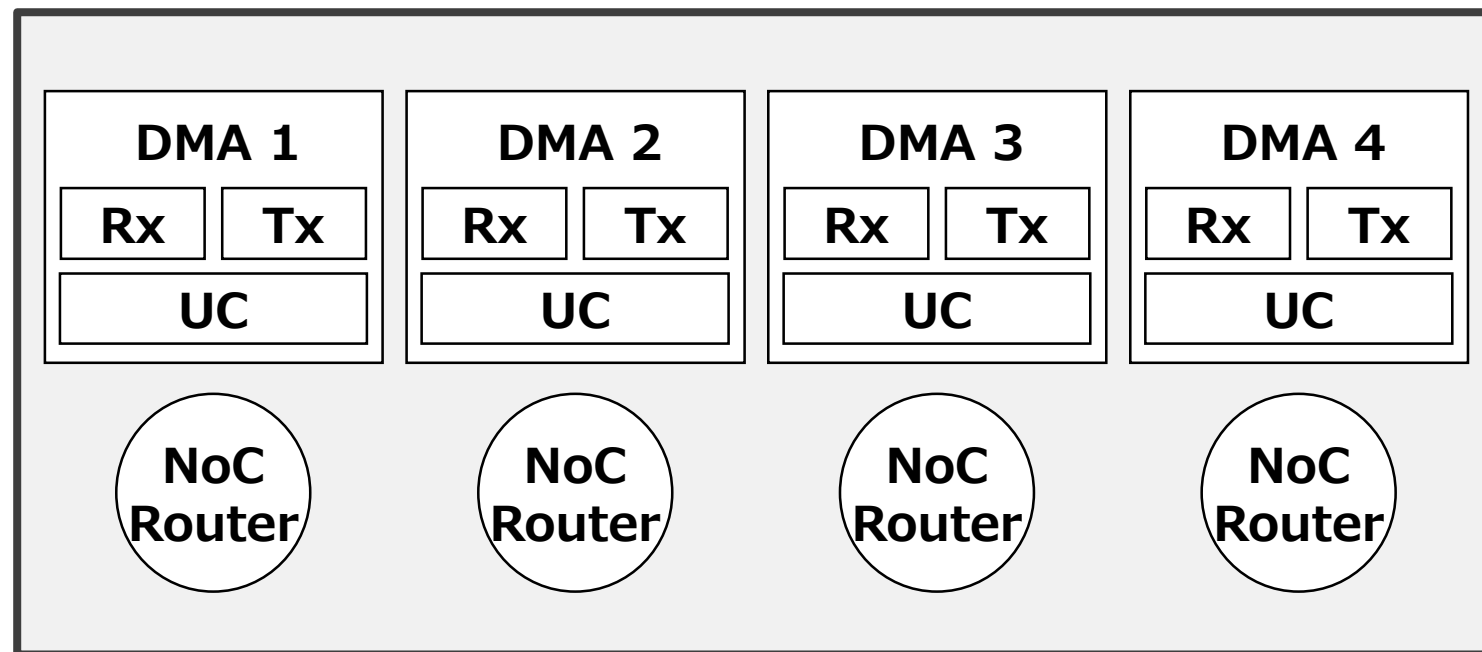 DMA 1
Rx Tx
UC
DMA 2
Rx Tx
UC
DMA 3
Rx Tx
UC
DMA 4
Rx Tx
UC
NoC
Router
NoC
Router
NoC
Router
NoC
Router